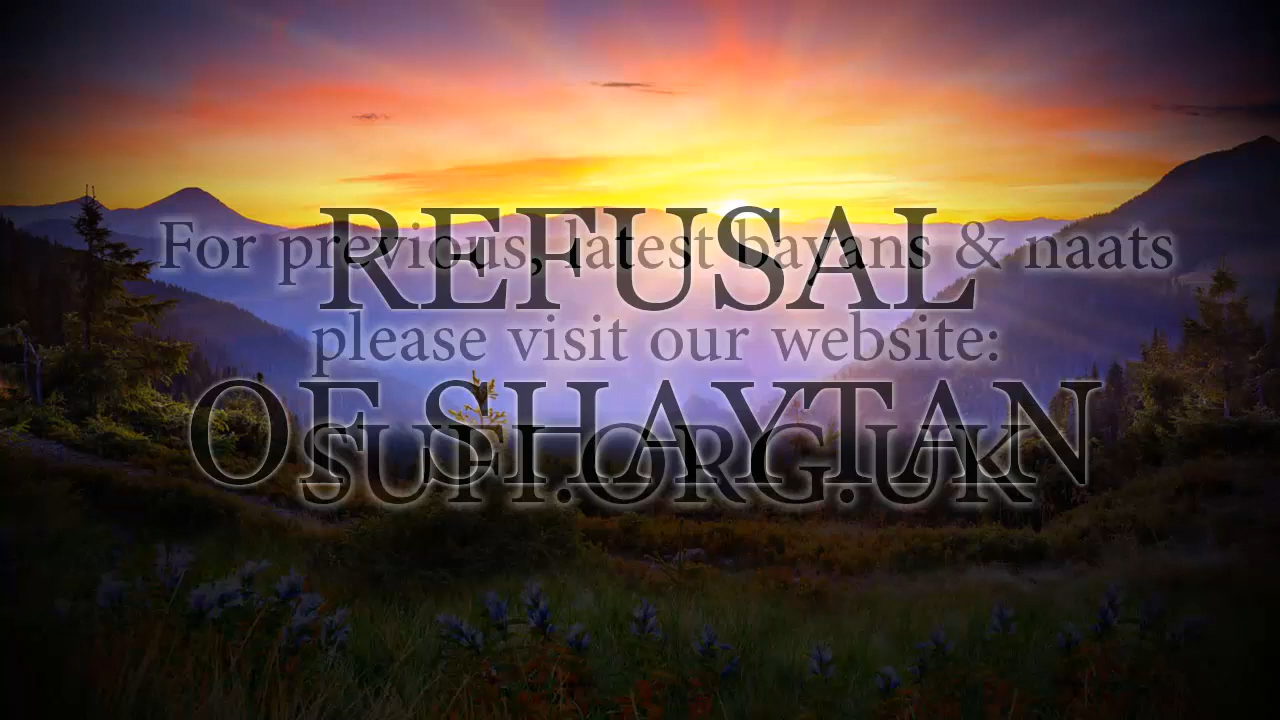 For previous, latest bayans & naats
REFUSAL
please visit our website:
OF SHAYTAN
SUFI.ORG.UK